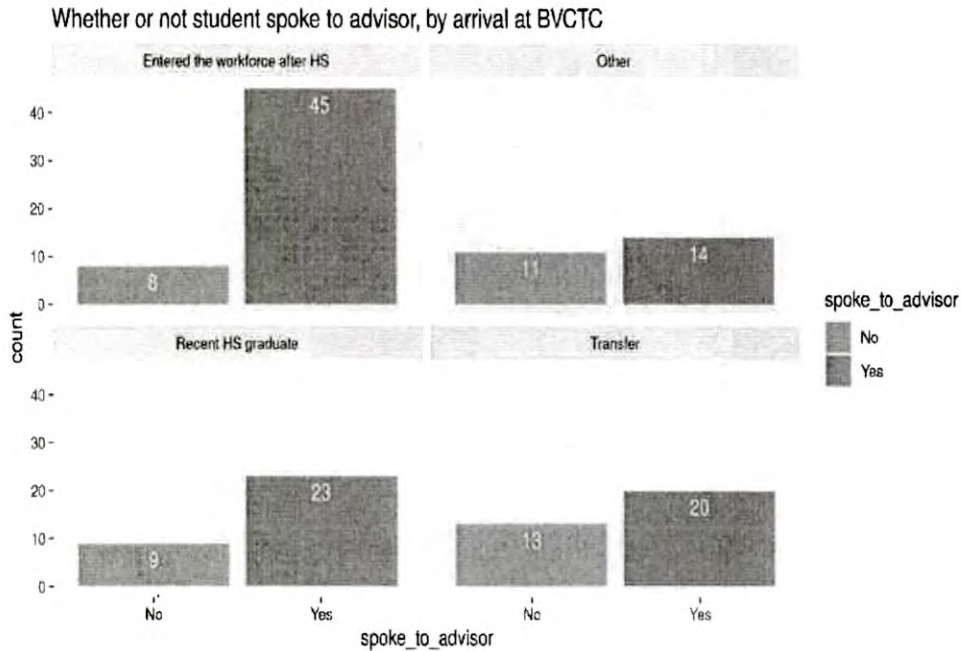 Whether or not student spoke to advisor, by arrival at BVCTC
Entered the workforce after HS
Other
40
30
20
10
0
8
45
11
14
count
Recent HS graduate
Transfer
40
30
20
10
0
9
23
13
20
No
Yes
No
Yes
spoke_to_advisor
spoke_to_advisor
No
Yes